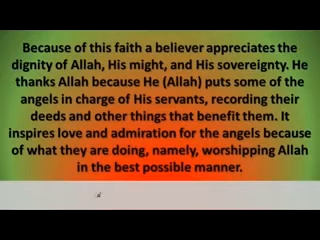 Because of this faith a believer appreciates the
dignity of Allah, His might, and His sovereignty. He
thanks Allah because He (Allah) puts some of the
angels in charge of His servants, recording their
deeds and other things that benefit them. It
inspires love and admiration for the angels because
of what they are doing, namely, worshipping Allah
in the best possible manner.